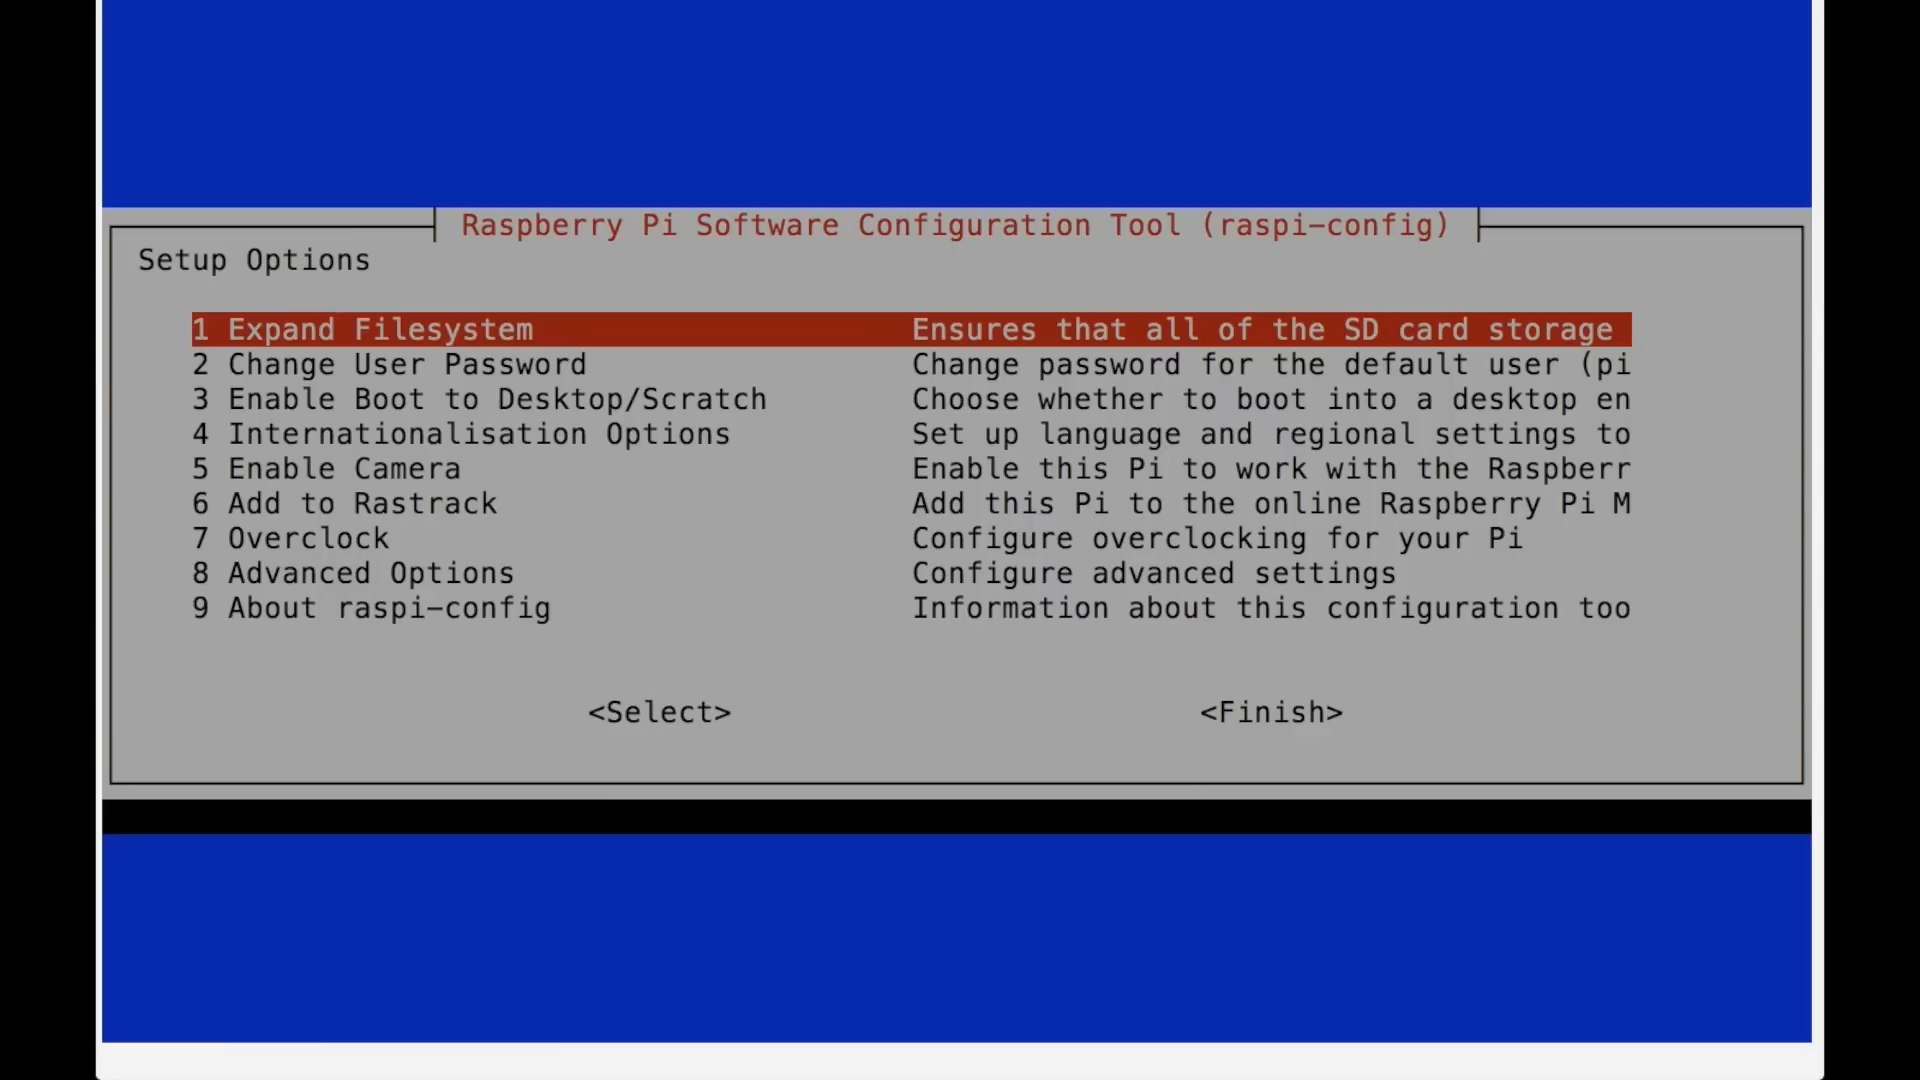 Raspberry Pi Software Configuration Tool (raspi-config)
Setup Options
1 Expand Filesystem Ensures that all of the SD card storage
2 Change User Password Change password for the default user (pi
3 Enable Boot to Desktop/Scratch Choose whether to boot into a desktop en
4 Internationalisation Options Set up language and regional settings to
5 Enable Camera Enable this Pi to work with the Raspberr
6 Add to Rastrack Add this Pi to the online Raspberry Pi M
7 Overclock Configure overclocking for your Pi
8 Advanced Options Configure advanced settings
9 About raspi-config Information about this configuration too
<Select> <Finish>